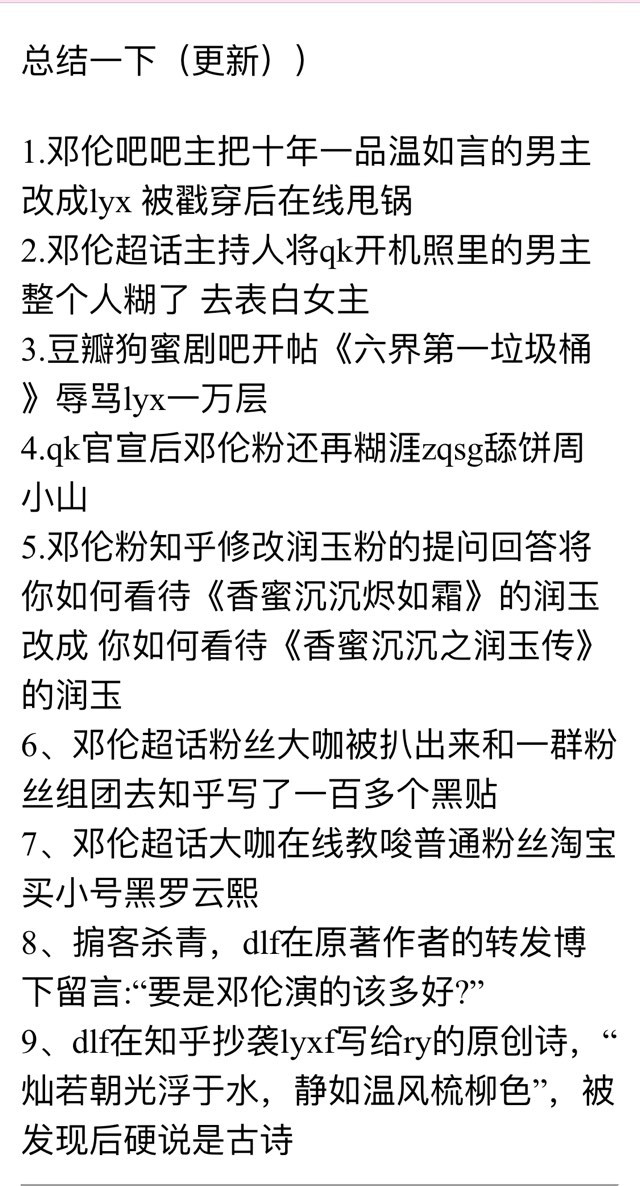 总结一下（更新））
1.邓伦吧吧主把十年一品温如言的男主
改成lyx 被戳穿后在线甩锅
2.邓伦超话主持人将qk开机照里的男主
整个人糊了 去表白女主
3.豆瓣狗蜜剧吧开帖《六界第一垃圾桶
》辱骂lyx一万层
4.qk官宣后邓伦粉还再糊涯zqsg舔饼周
小山
5.邓伦粉知乎修改润玉粉的提问回答将
你如何看待《香蜜沉沉烬如霜》的润玉
改成 你如何看待《香蜜沉沉之润玉传》
的润玉
6、邓伦超话粉丝大咖被扒出来和一群粉
丝组团去知乎写了一百多个黑贴
7、邓伦超话大咖在线教唆普通粉丝淘宝
买小号黑罗云熙
8、掮客杀青，dlf在原著作者的转发博
下留言:“要是邓伦演的该多好?”
9、dlf在知乎抄袭lyxf写给ry的原创诗，“
灿若朝光浮于水，静如温风梳柳色”，被
发现后硬说是古诗